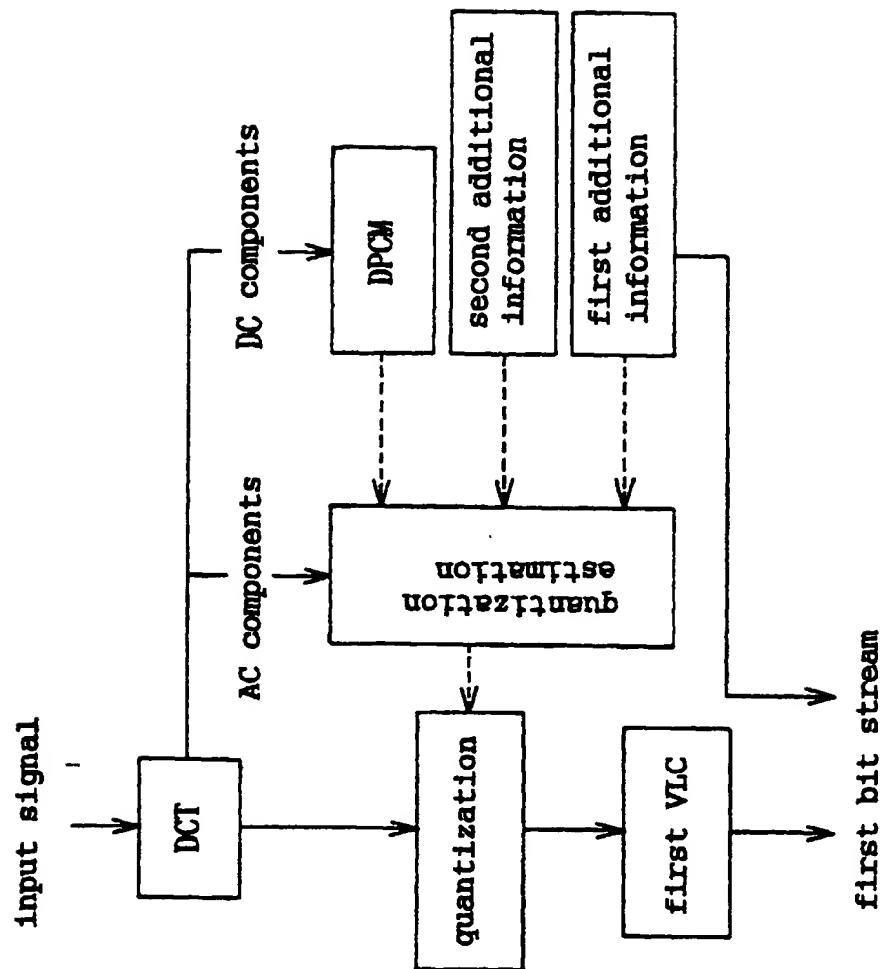 input signal
DCT
AC components
DC components
quantization
quantization
estimation
DPCM
second additional
information
first additional
information
first VLC
first bit stream